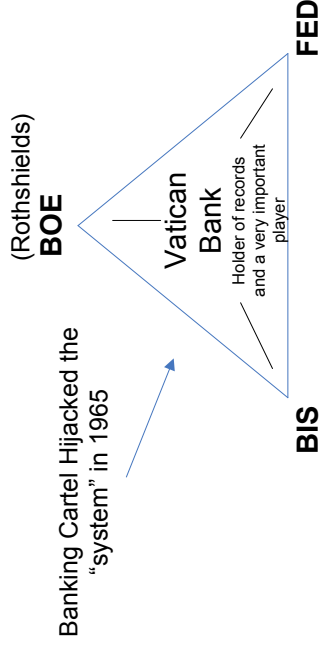 (Rothshields)
BOE
Banking Cartel Hijacked the
“system” in 1965
Vatican
Bank
Holder of records
and a very important
player
BIS
FED